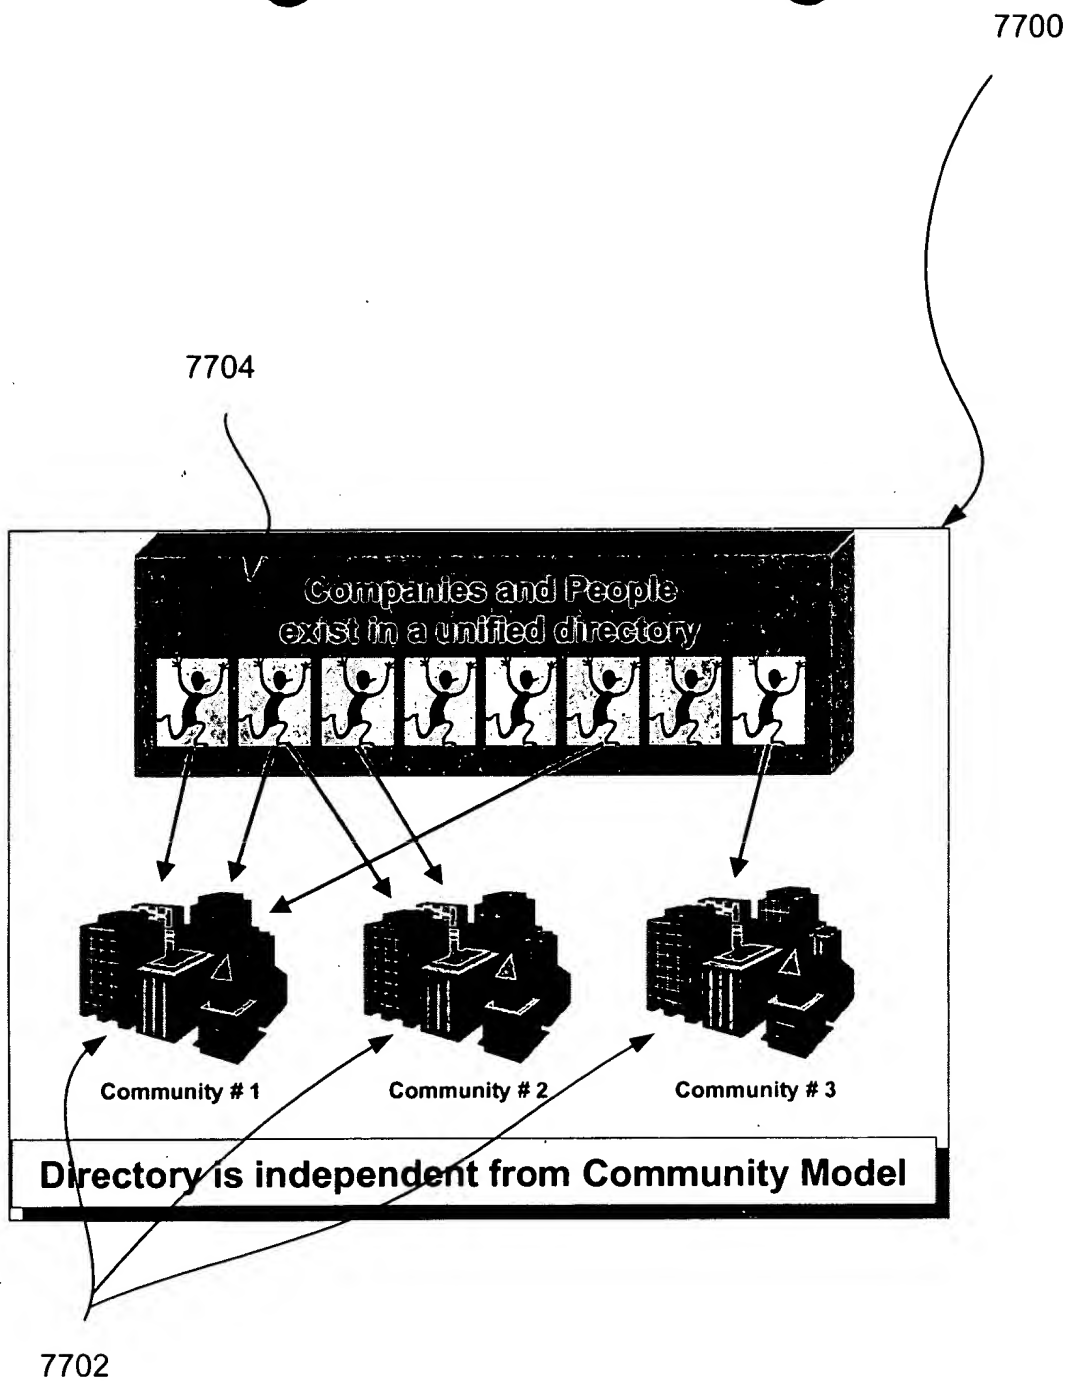 7700
7704
Companies and People
exist in a unified directory
Community # 1
Community # 2
Community # 3
Directory is independent from Community Model
7702